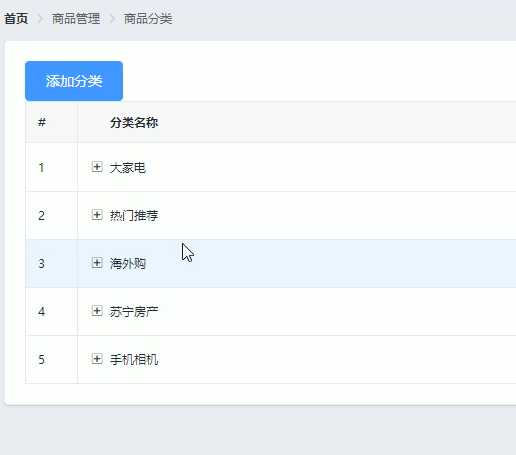 首页 > 商品管理 > 商品分类
添加分类
# 分类名称
1 大家电
2 热门推荐
3 海外购
4 苏宁房产
5 手机相机